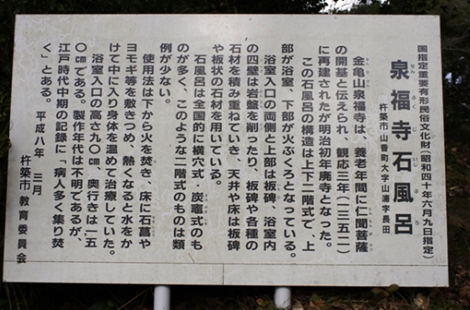 国指定重要有形民俗文化財(昭和四十年六月九日指定)
泉福寺石風呂
杵築市山香町大字山浦字長田
金亀山泉福寺は、養老年間に仁聞菩薩
の開基と伝えられ、観応三年(一三五二)
に再建されたが明治初年廃寺となった。
この石風呂の構造は上下二階式で、上
部が浴室、下部が火ぶくろとなっている。
浴室入口の両側と上部は板碑、浴室内
の四壁は岩盤を削ったり、板碑や各種の
石材を積み重ねていき、天井や床は板碑
や板状の石材を用いている。
石風呂は全国的に横穴式・炭竈式のも
のが多く、このような二階式のものは類
例が少ない。
使用法は下から火を焚き、床に石菖や
ヨモギ等を敷きつめ、熱くなると水をか
けて中に入り身体を温めて治療していた。
浴室入口の高さ九〇㎝、奥行きは一五
〇㎝である。製作年代は不明であるが、
江戸時代中期の記録に「病人多く集り焚
く」とある。
平成八年 三月
杵築市教育委員会